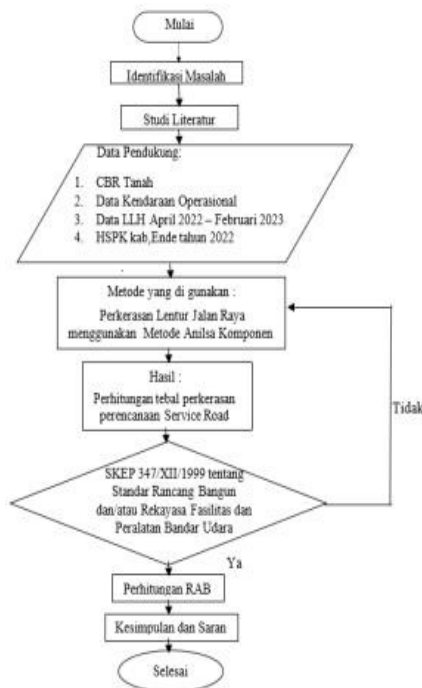 Mulai
Identifikasi Masalah
Studi Literatur
Data Pendukung:
1. CBR Tanah
2. Data Kendaraan Operasional
3. Data LLH April 2022 – Februari 2023
4. HSPK kab,Ende tahun 2022
Metode yang di gunakan :
Perkerasan Lentur Jalan Raya
menggunakan Metode Anilsa Komponen
Hasil :
Perhitungan tebal perkerasan
perencanaan Service Road
Tidak
SKEP 347/XII/1999 tentang
Standar Rancang Bangun
dan/atau Rekayasa Fasilitas dan
Peralatan Bandar Udara
Ya
Perhitungan RAB
Kesimpulan dan Saran
Selesai